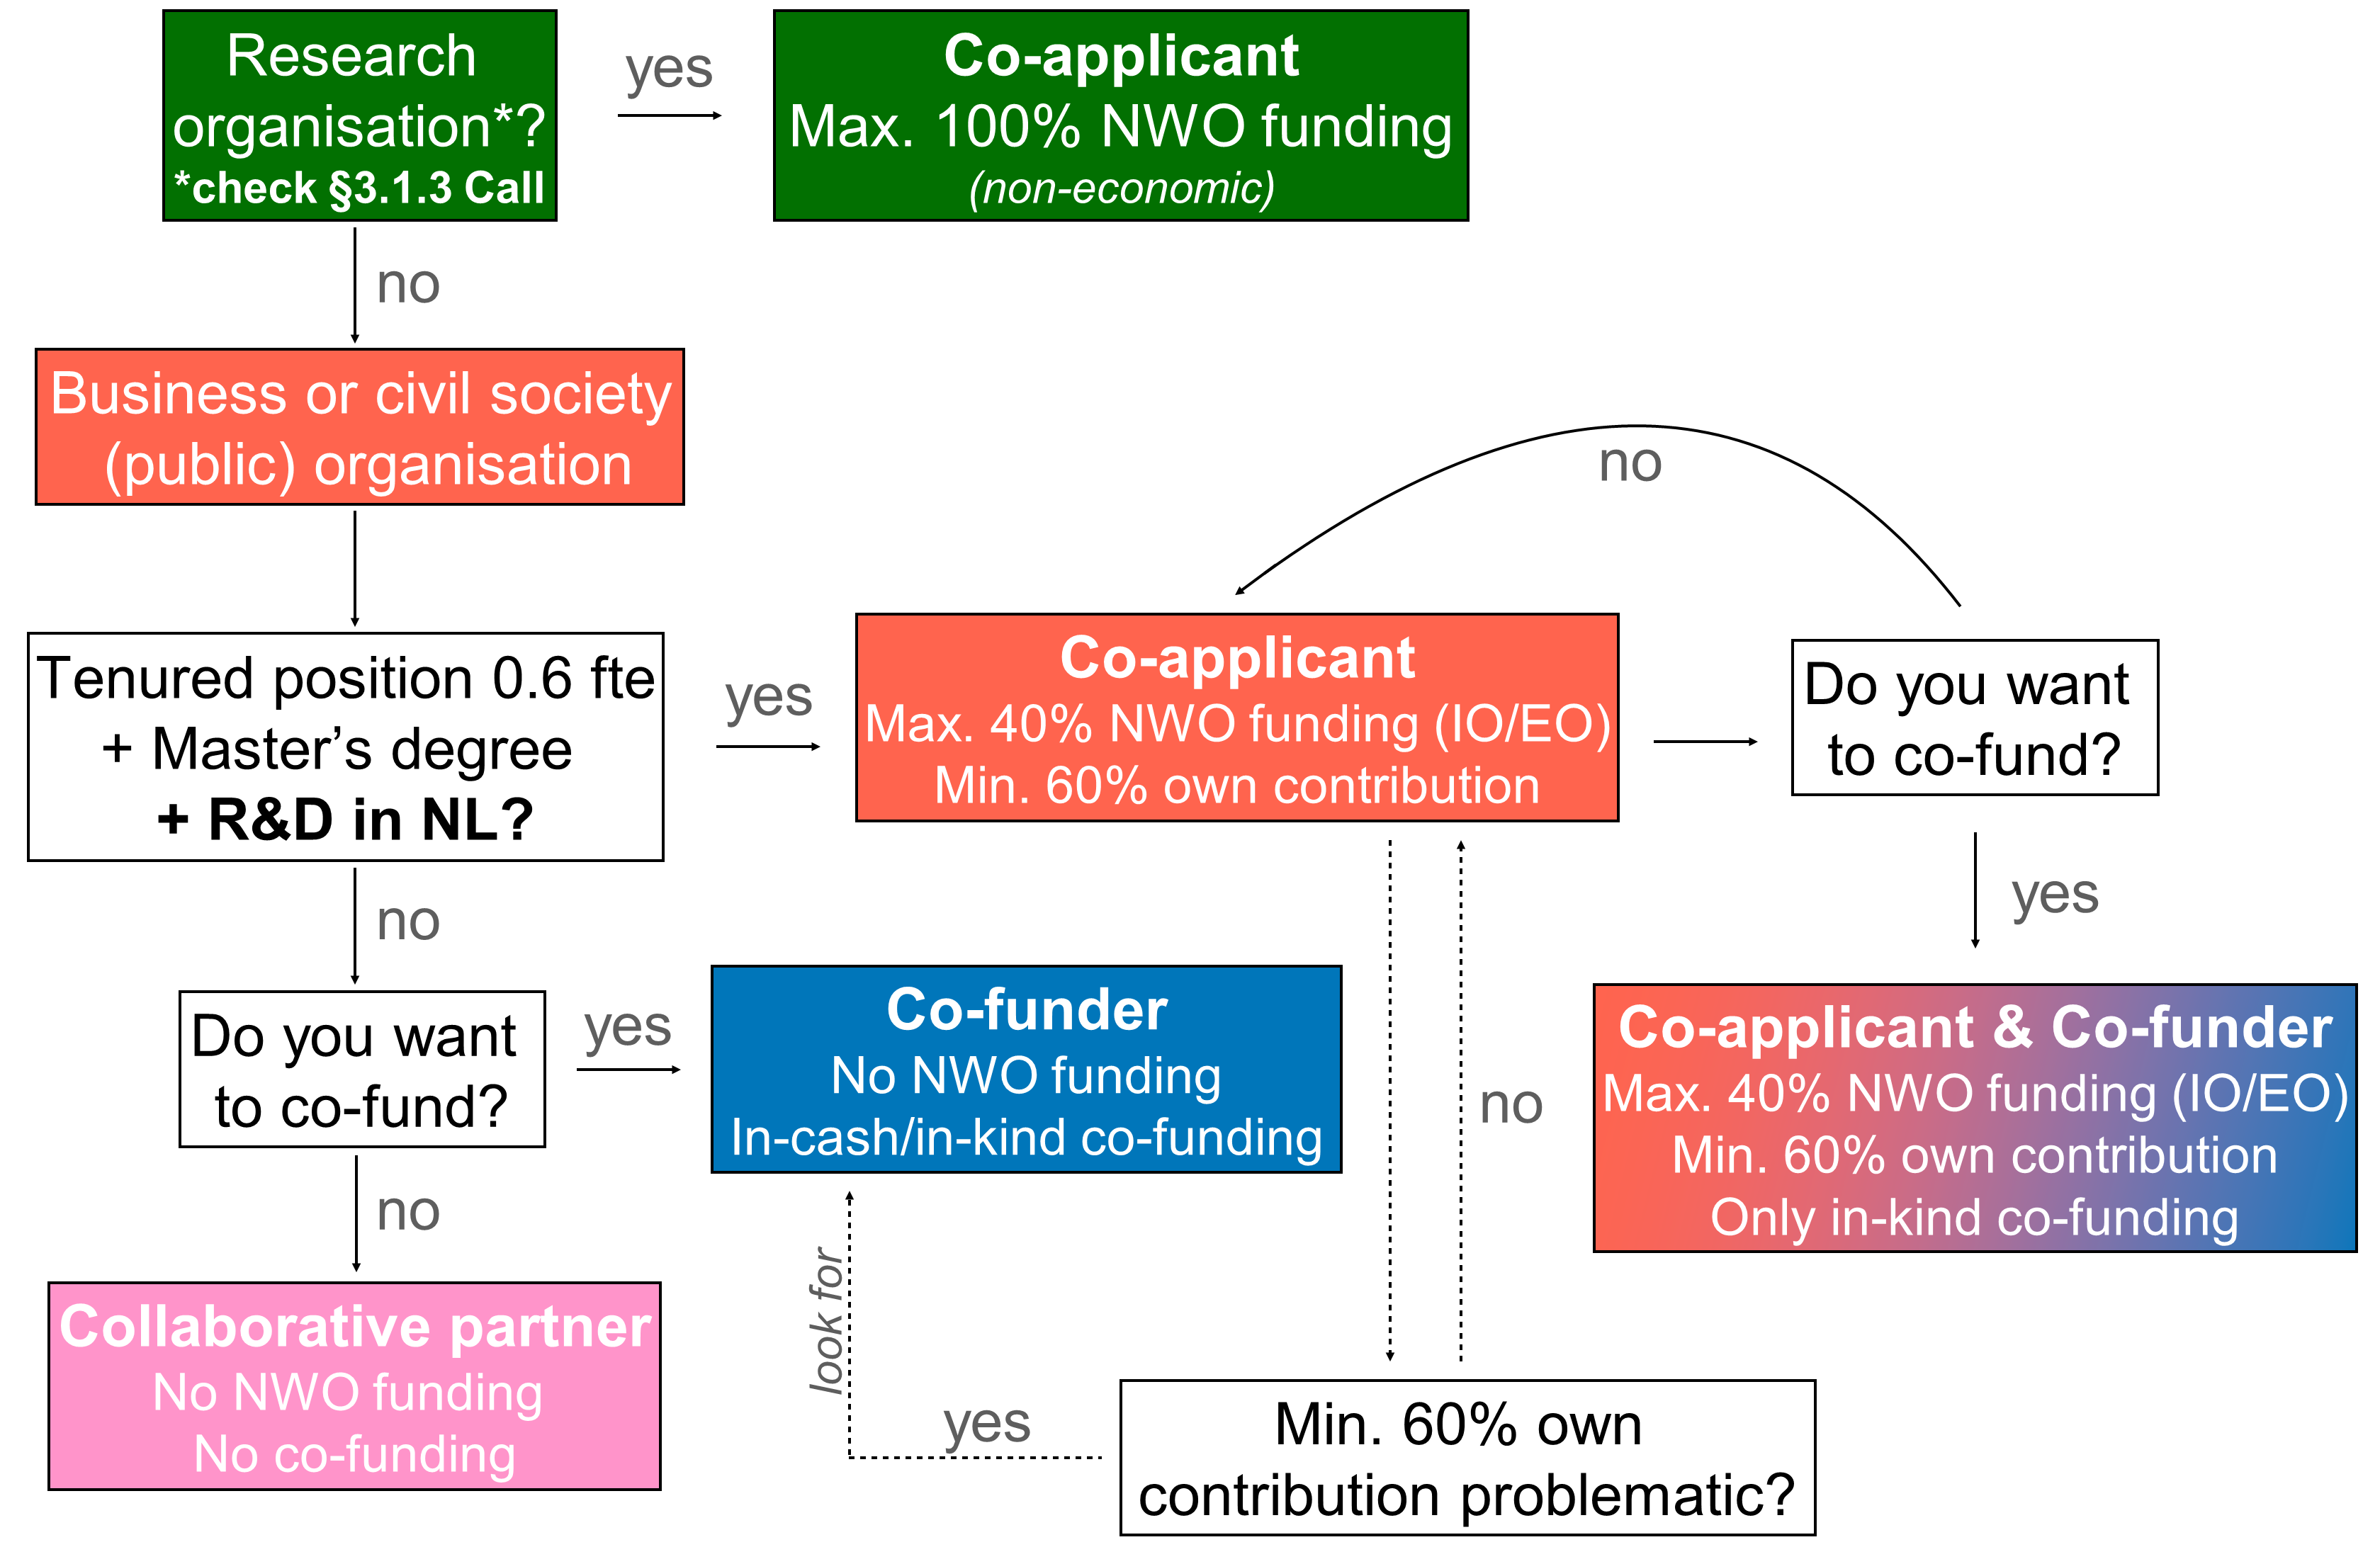 Research
organisation*?
*check §3.1.3 Call
yes
Co-applicant
Max. 100% NWO funding
(non-economic)
no
Business or civil society
(public) organisation
Tenured position 0.6 fte
+ Master’s degree
+ R&D in NL?
yes
Co-applicant
Max. 40% NWO funding (IO/EO)
Min. 60% own contribution
no
Do you want
to co-fund?
yes
Co-applicant & Co-funder
Max. 40% NWO funding (IO/EO)
Min. 60% own contribution
Only in-kind co-funding
no
Do you want
to co-fund?
yes
Co-funder
No NWO funding
In-cash/in-kind co-funding
no
no
Collaborative partner
No NWO funding
No co-funding
look for
yes
Min. 60% own
contribution problematic?